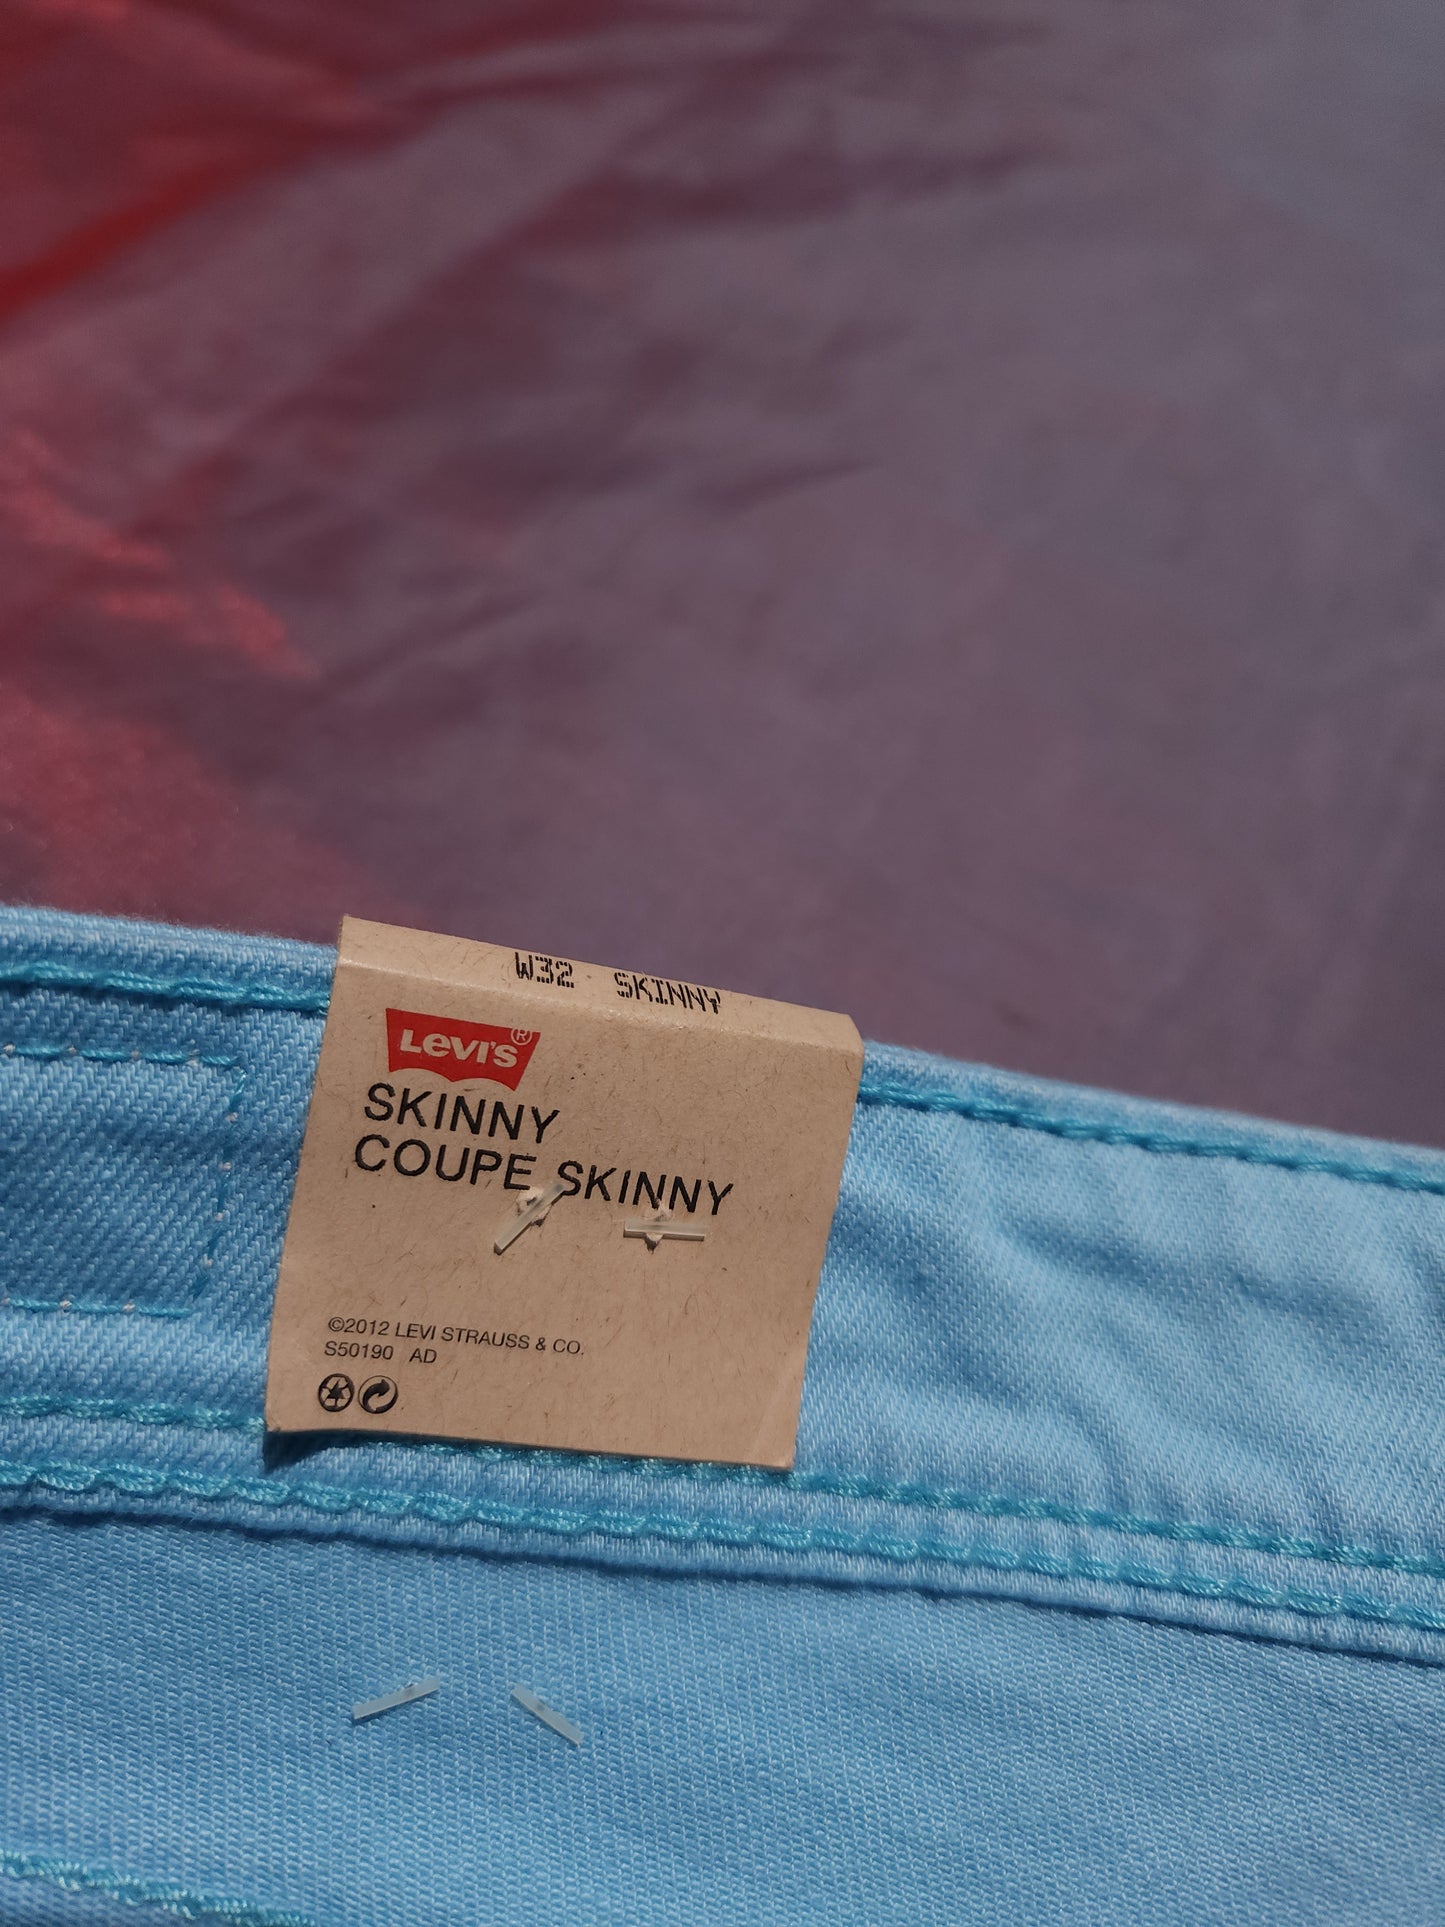 W32 SKINNY
LEVI'S®
SKINNY
COUPE SKINNY
©2012 LEVI STRAUSS & CO.
S50190 AD